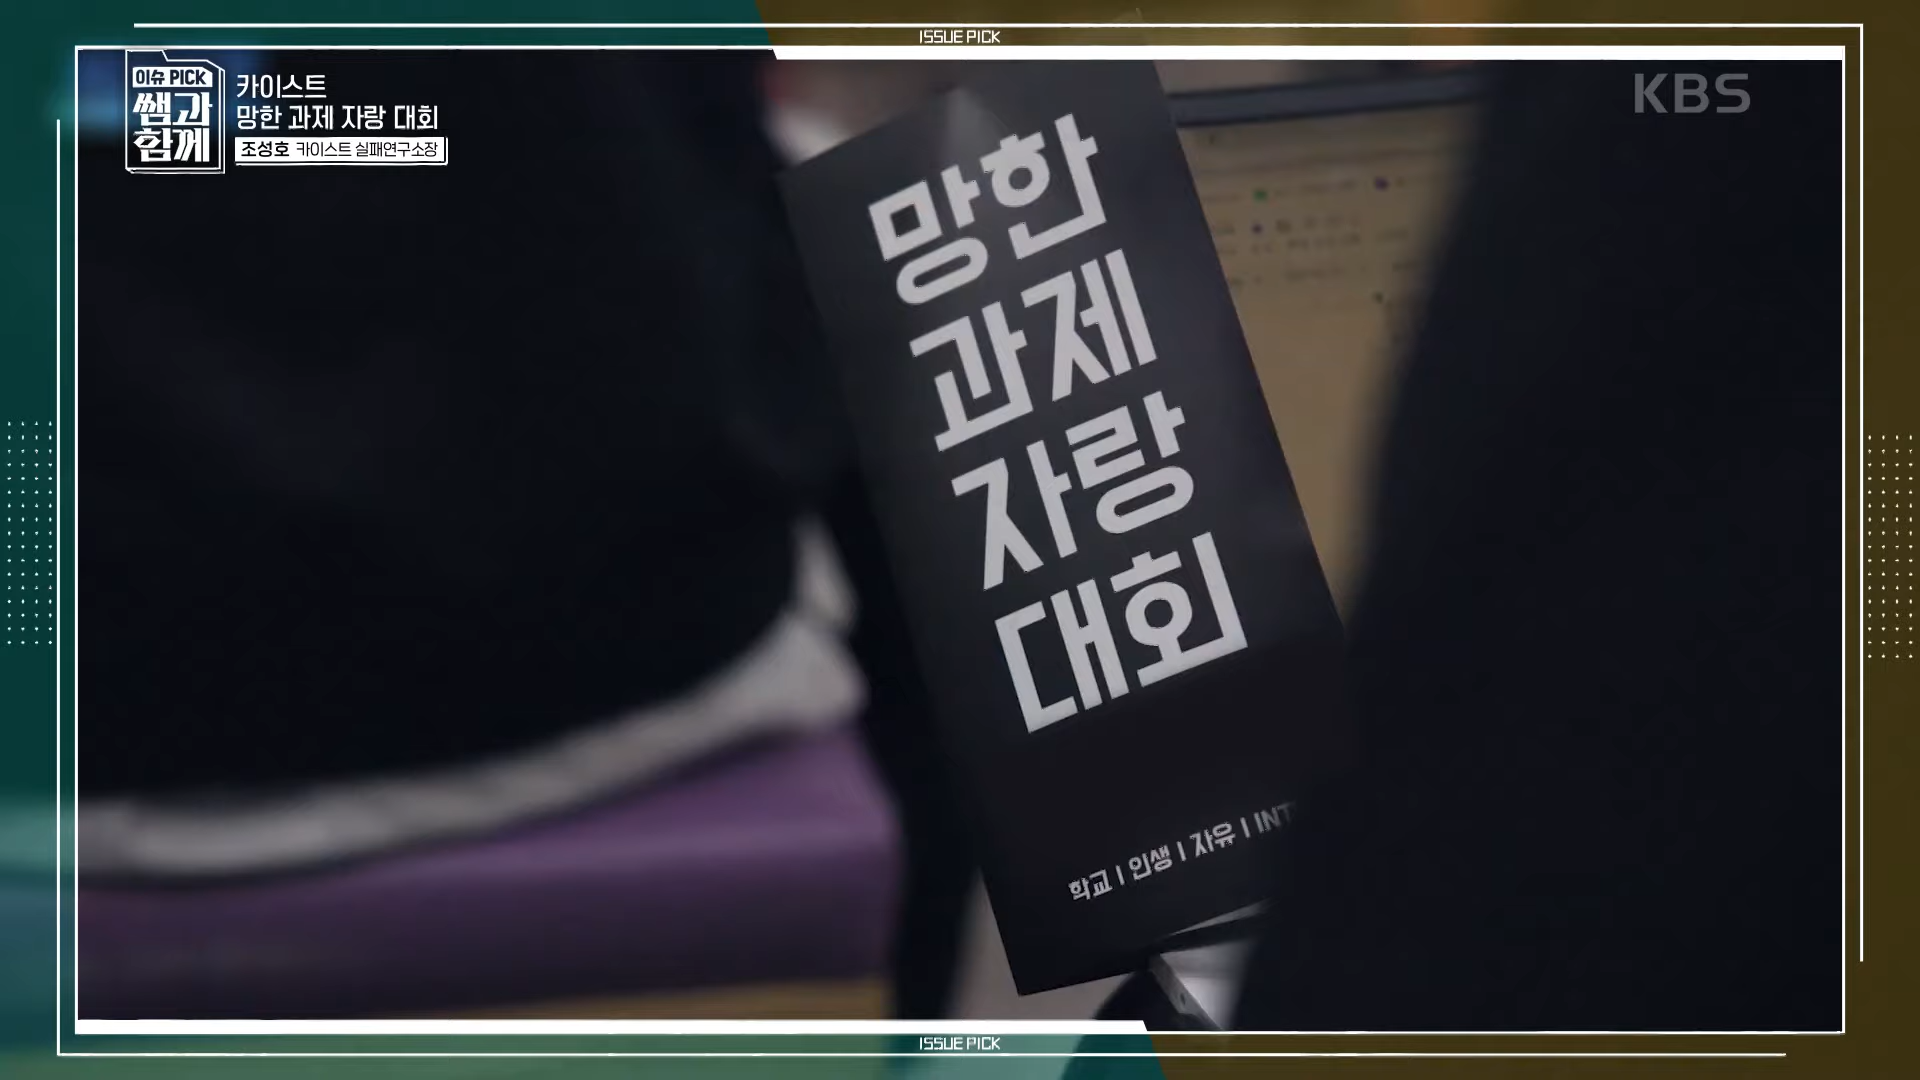 ISSUE PICK
이슈 PICK
쌤과
함께
카이스트
망한 과제 자랑 대회
조성호 카이스트 실패연구소장
KBS
망한
과제
자랑
대회
학교 | 인생 | 자유 |
ISSUE PICK